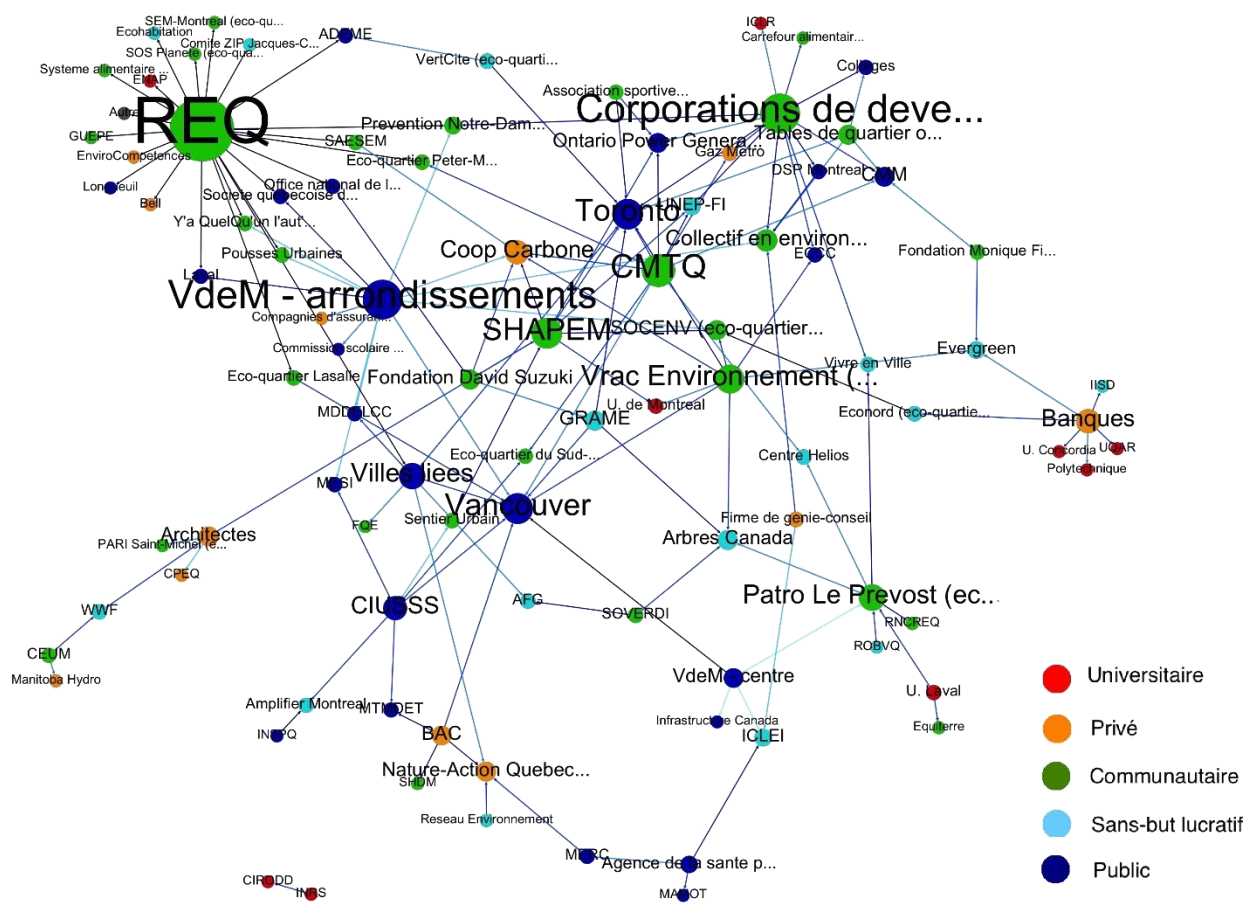 SEM-Montreal (eco-qu...
ICLR
Ecohabitation
ADEME
Carrefour alimentair...
Comite ZIP Jacques-C...
SOS Planete (eco-qua...
VertCite (eco-quarti...
Colleges
Systeme alimentaire ...
ENAP
Association sportive...
Autre
REQ
Corporations de deve...
Prevention Notre-Dam...
Tables de quartier o...
GUEPE
SAESEM
Ontario Power Genera...
Gaz Metro
EnviroCompetences
Eco-quartier Peter-M...
DSP Montreal
CMM
Longueuil
Office national de l...
Societe quebecoise d...
Bell
UNEP-FI
Toronto
Y'a QuelQu'un l'aut'...
Collectif en environ...
Coop Carbone
Pousses Urbaines
ECCC
Fondation Monique Fi...
CMTQ
Laval
VdeM - arrondissements
Compagnies d'assuran...
SHAPEM
SOCENV (eco-quartier...
Commission scolaire ...
Evergreen
Vivre en Ville
Eco-quartier Lasalle
Fondation David Suzuki
Vrac Environnement (...
IISD
U. de Montreal
MDDELCC
GRAME
Econord (eco-quartie...
Banques
U. Concordia
UQAR
Eco-quartier du Sud-...
Centre Helios
Polytechnique
Villes liees
MESI
Vancouver
Sentier Urbain
Firme de genie-conseil
FQE
Architectes
Arbres Canada
PARI Saint-Michel (e...
CPEQ
CIUSSS
AFG
Patro Le Prevost (ec...
WWF
SOVERDI
RNCREQ
ROBVQ
CEUM
Manitoba Hydro
VdeM - centre
Universitaire
U. Laval
Amplifier Montreal
MTMDET
Infrastructure Canada
Equiterre
Privé
INSPQ
BAC
ICLEI
Nature-Action Quebec...
Communautaire
SHDM
Reseau Environnement
Sans-but lucratif
MERC
Agence de la sante p...
Public
CIRODD
INRS
MAMOT